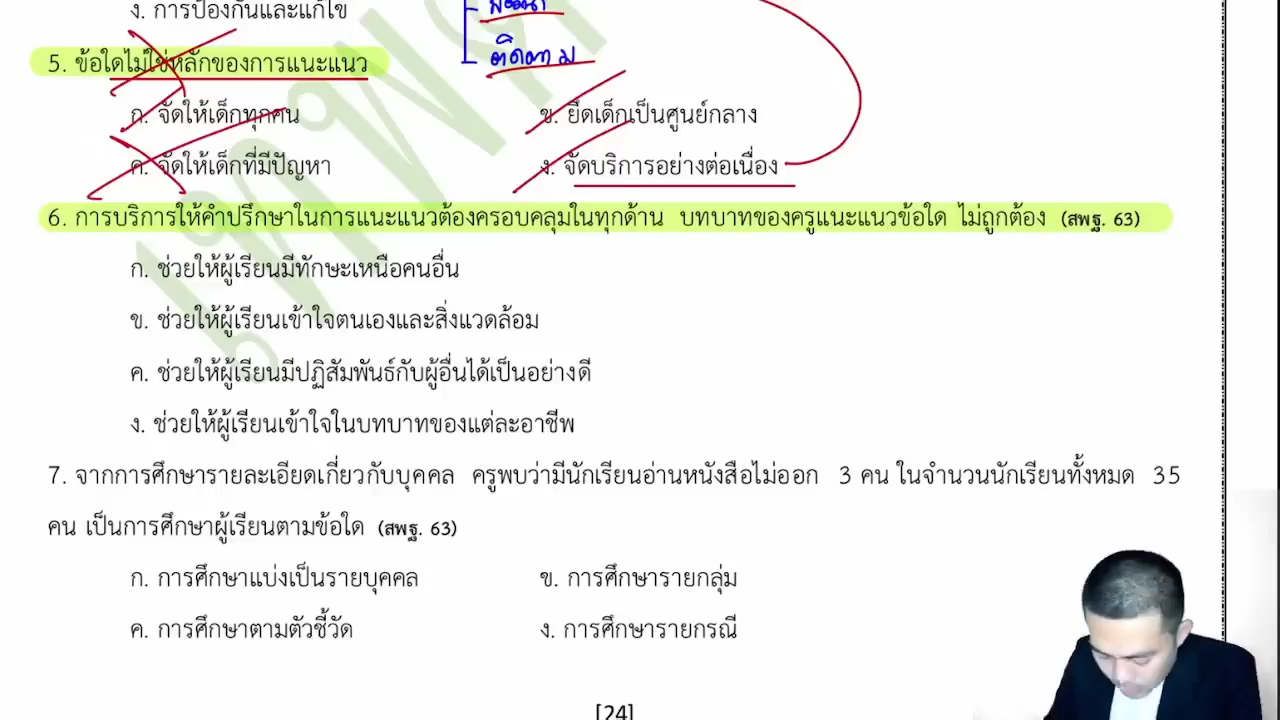 ง. การป้องกันและแก้ไข
พัฒนา
ติดตาม
5. ข้อใดไม่ใช่หลักของการแนะแนว
ก. จัดให้เด็กทุกคน ข. ยึดเด็กเป็นศูนย์กลาง
ค. จัดให้เด็กที่มีปัญหา ง. จัดบริการอย่างต่อเนื่อง
6. การบริการให้คำปรึกษาในการแนะแนวต้องครอบคลุมในทุกด้าน บทบาทของครูแนะแนวข้อใด ไม่ถูกต้อง (สพฐ. 63)
ก. ช่วยให้ผู้เรียนมีทักษะเหนือคนอื่น
ข. ช่วยให้ผู้เรียนเข้าใจตนเองและสิ่งแวดล้อม
ค. ช่วยให้ผู้เรียนมีปฏิสัมพันธ์กับผู้อื่นได้เป็นอย่างดี
ง. ช่วยให้ผู้เรียนเข้าใจในบทบาทของแต่ละอาชีพ
7. จากการศึกษารายละเอียดเกี่ยวกับบุคคล ครูพบว่ามีนักเรียนอ่านหนังสือไม่ออก 3 คน ในจำนวนนักเรียนทั้งหมด 35
คน เป็นการศึกษาผู้เรียนตามข้อใด (สพฐ. 63)
ก. การศึกษาแบ่งเป็นรายบุคคล ข. การศึกษารายกลุ่ม
ค. การศึกษาตามตัวชี้วัด ง. การศึกษารายกรณี
[24]